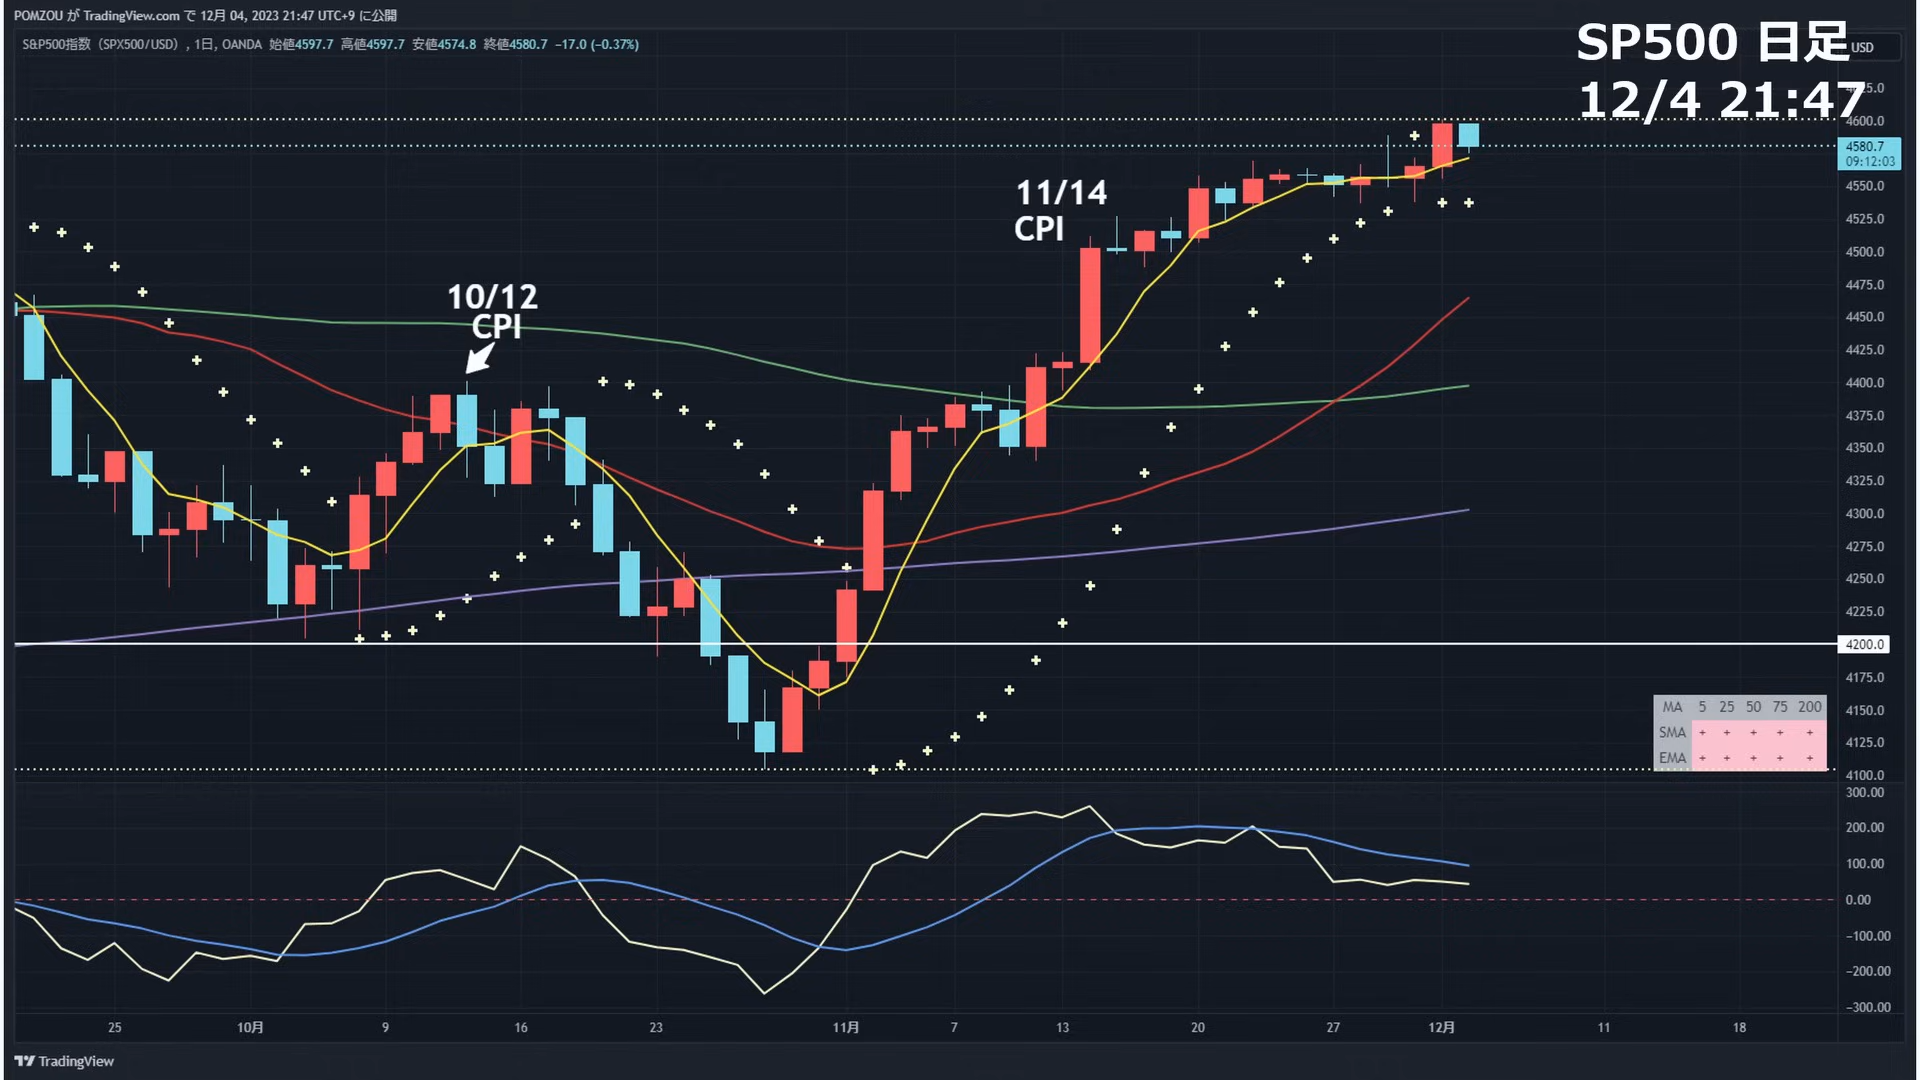 POMZOU が TradingView.com で 12月 04, 2023 21:47 UTC+9 に公開
S&P500指数（SPX500/USD）, 1日, OANDA 始値4597.7 高値4597.7 安値4574.8 終値4580.7 −17.0 (−0.37%)
SP500 日足
USD
12/4 21:47
4600.0
4580.7
09:12:03
4550.0
4525.0
4500.0
4475.0
4450.0
4425.0
4400.0
4375.0
4350.0
4325.0
4300.0
4275.0
4250.0
4225.0
4200.0
4175.0
4150.0
4125.0
4100.0
11/14
CPI
10/12
CPI
MA 5 25 50 75 200
SMA + + + + +
EMA + + + + +
300.00
200.00
100.00
0.00
−100.00
−200.00
−300.00
25 10月 9 16 23 11月 7 13 20 27 12月 11 18
TradingView